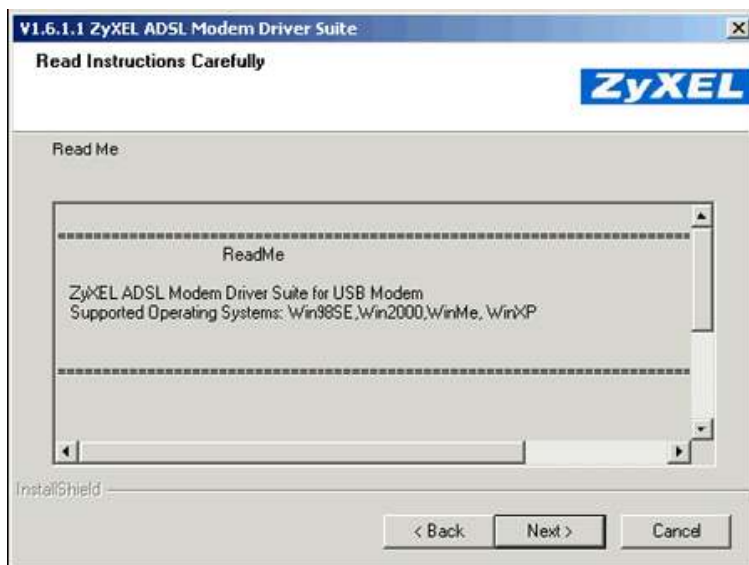 V1.6.1.1 ZyXEL ADSL Modem Driver Suite
Read Instructions Carefully
ZyXEL
Read Me
================================================================
ReadMe
ZyXEL ADSL Modem Driver Suite for USB Modem
Supported Operating Systems: Win98SE,Win2000,WinMe, WinXP
================================================================
InstallShield
< Back
Next >
Cancel